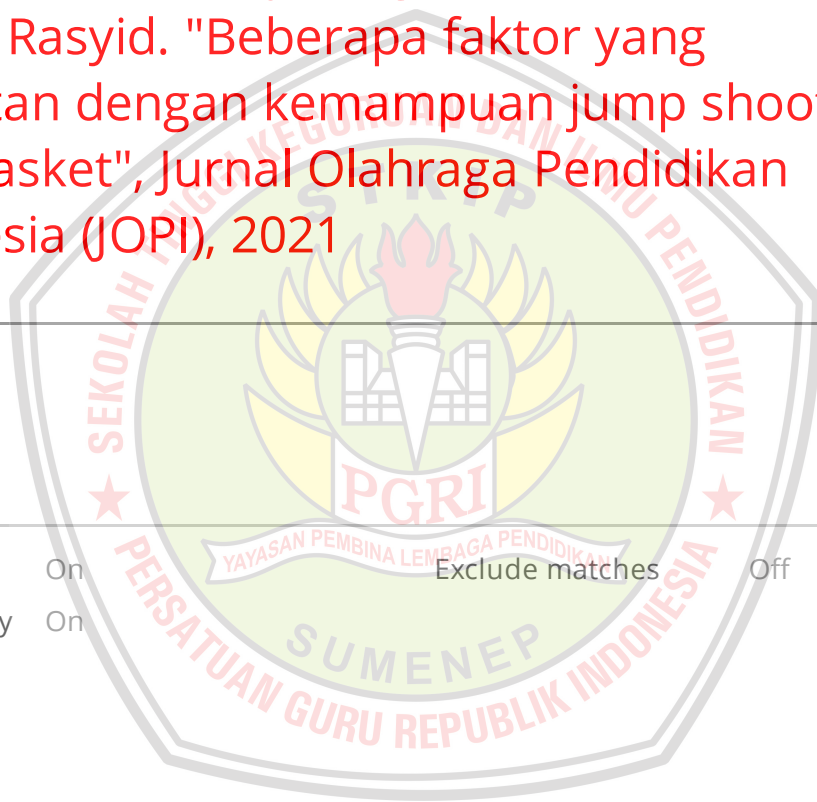 Rasyid. "Beberapa faktor yang
tan dengan kemampuan jump shoo
asket", Jurnal Olahraga Pendidikan
sia (JOPI), 2021
SEKOLAH TINGGI KEGURUAN DAN ILMU PENDIDIKAN
STKIP
PGRI
YAYASAN PEMBINA LEMBAGA PENDIDIKAN
On Exclude matches Off
y On
SUMENEP
PERSATUAN GURU REPUBLIK INDONESIA